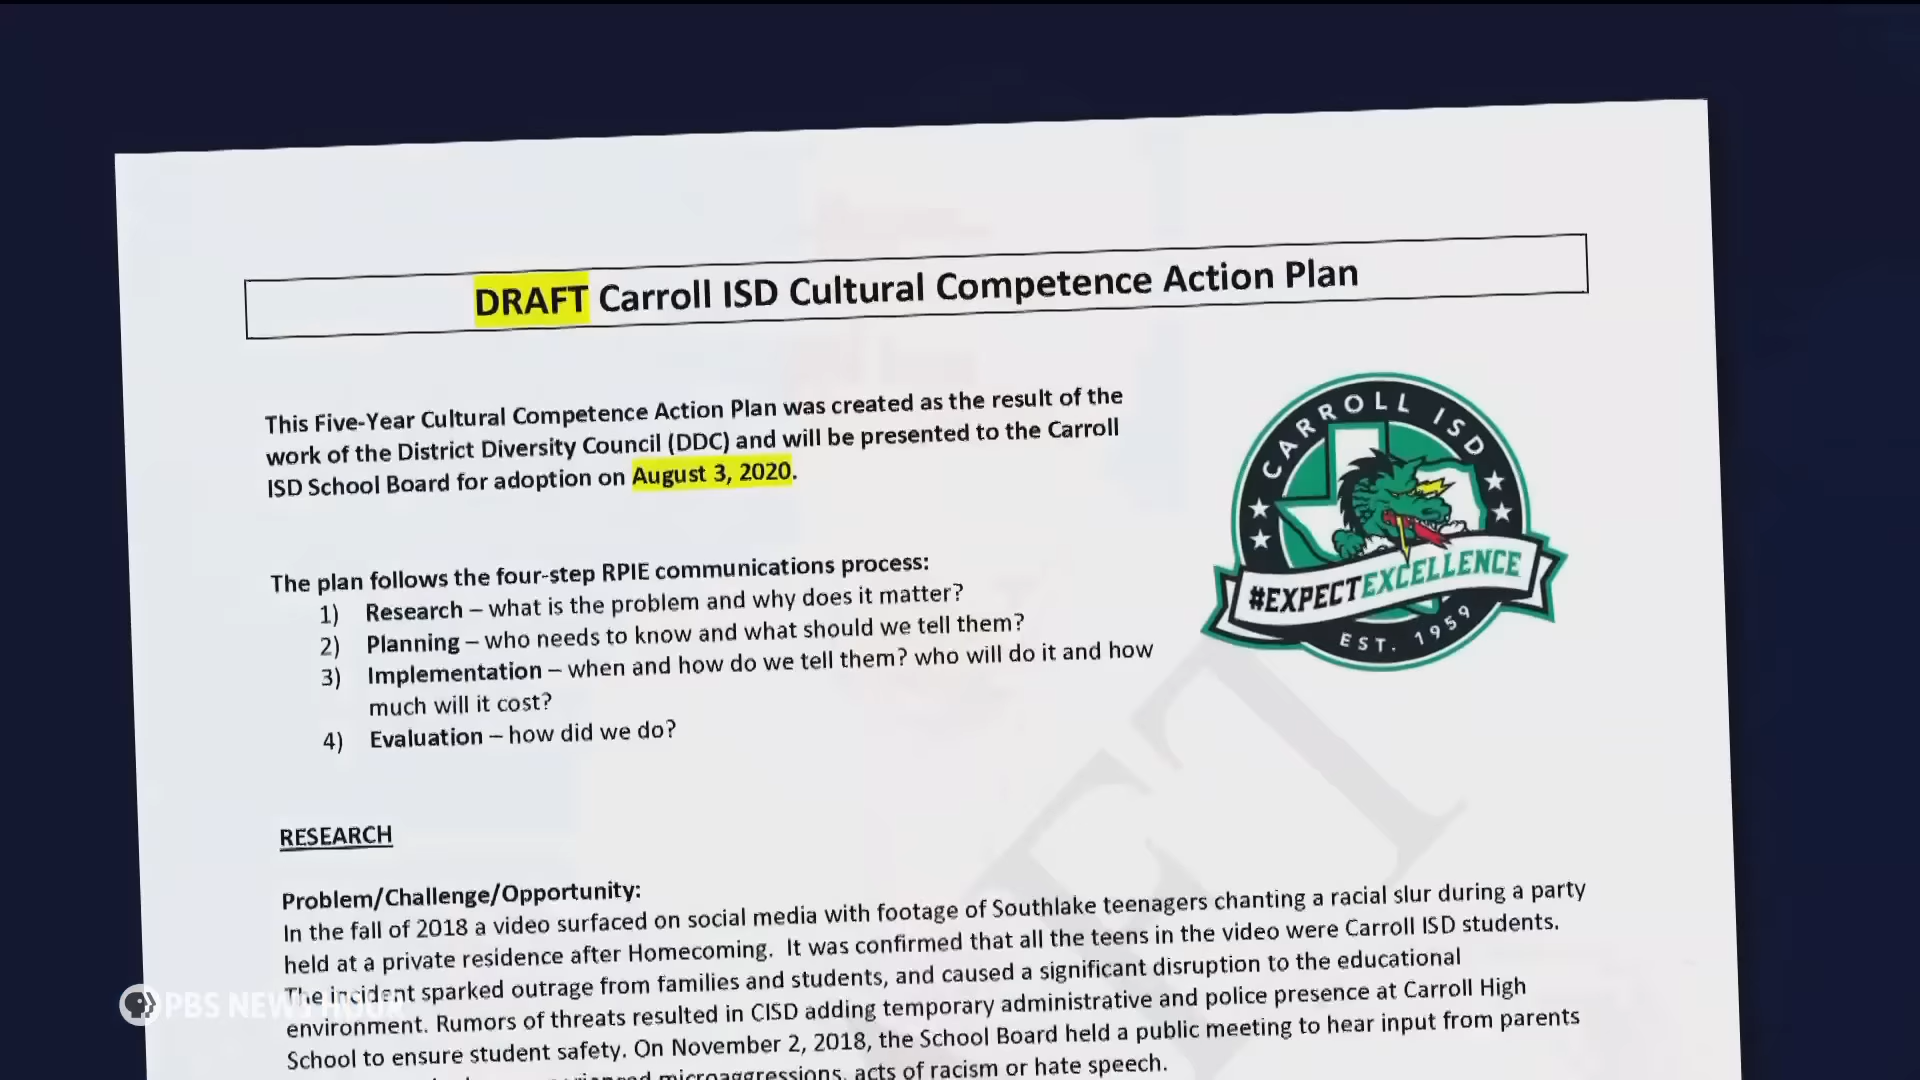 DRAFT Carroll ISD Cultural Competence Action Plan
This Five-Year Cultural Competence Action Plan was created as the result of the
work of the District Diversity Council (DDC) and will be presented to the Carroll
ISD School Board for adoption on August 3, 2020.
CARROLL ISD
#EXPECTEXCELLENCE
EST. 1959
The plan follows the four-step RPIE communications process:
1) Research – what is the problem and why does it matter?
2) Planning – who needs to know and what should we tell them?
3) Implementation – when and how do we tell them? who will do it and how
much will it cost?
4) Evaluation – how did we do?
RESEARCH
Problem/Challenge/Opportunity:
In the fall of 2018 a video surfaced on social media with footage of Southlake teenagers chanting a racial slur during a party
held at a private residence after Homecoming. It was confirmed that all the teens in the video were Carroll ISD students.
The incident sparked outrage from families and students, and caused a significant disruption to the educational
environment. Rumors of threats resulted in CISD adding temporary administrative and police presence at Carroll High
School to ensure student safety. On November 2, 2018, the School Board held a public meeting to hear input from parents
microaggressions, acts of racism or hate speech.
PBS NEWS HOUR